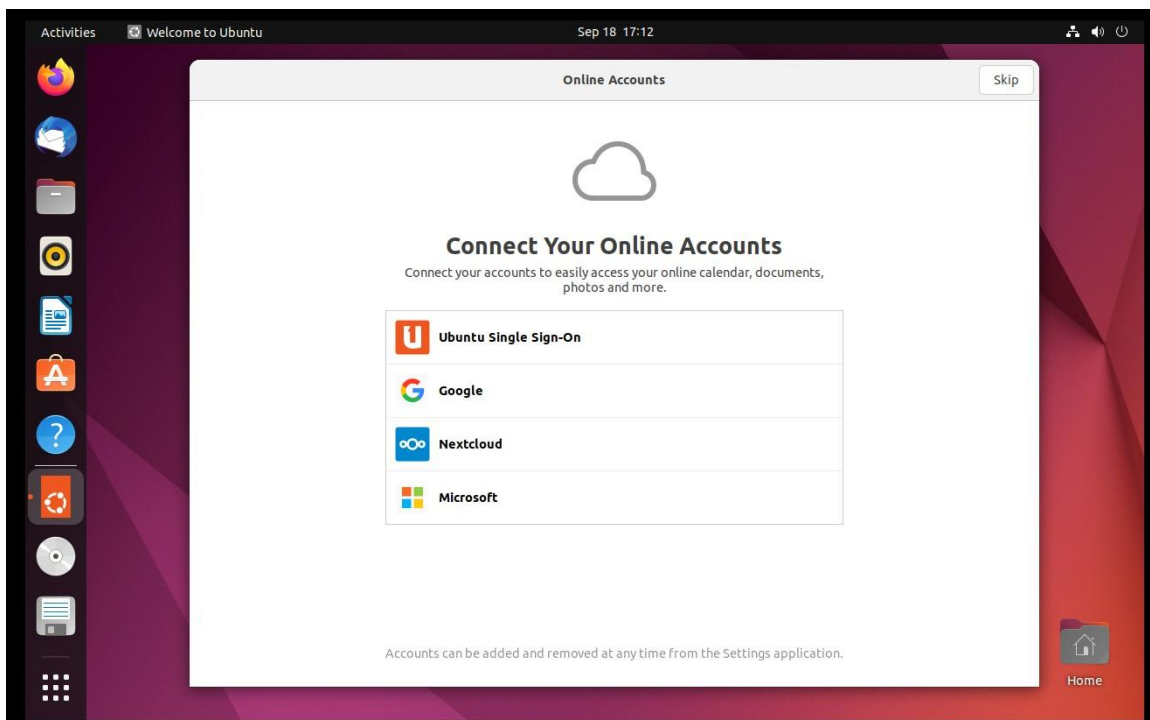 Activities
Welcome to Ubuntu
Sep 18 17:12
Online Accounts
Skip
Connect Your Online Accounts
Connect your accounts to easily access your online calendar, documents,
photos and more.
Ubuntu Single Sign-On
Google
Nextcloud
Microsoft
Accounts can be added and removed at any time from the Settings application.
Home